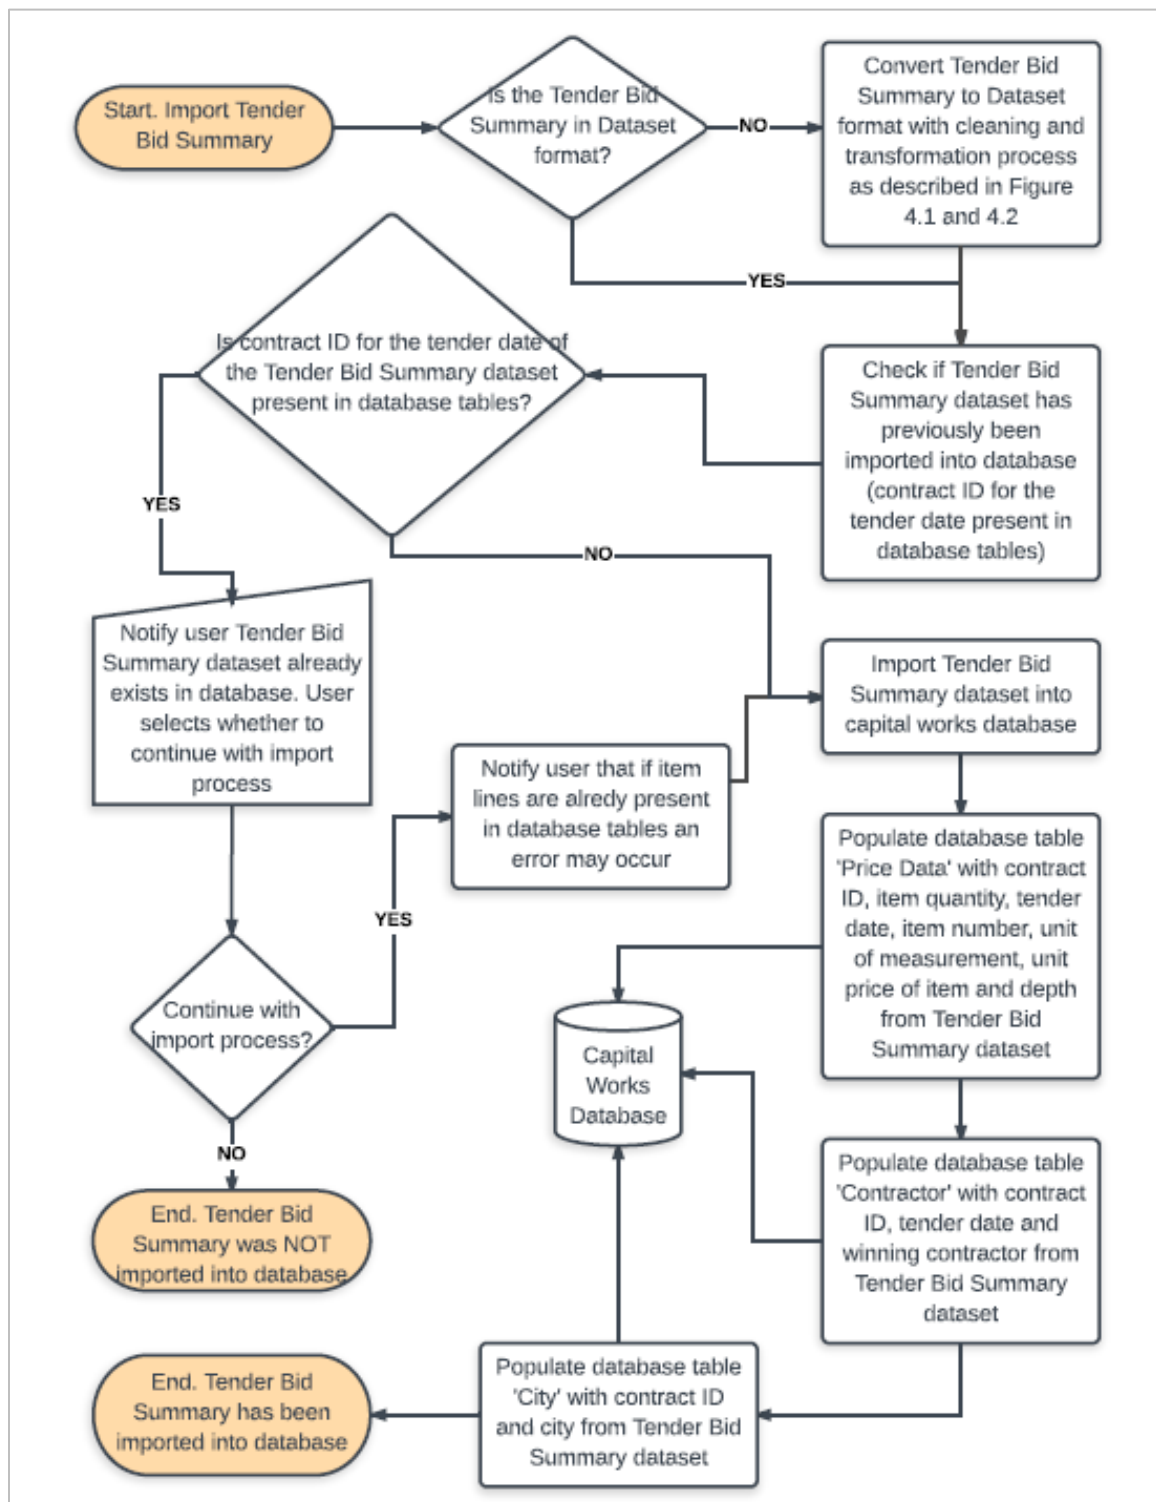 Start. Import Tender
Bid Summary
Is the Tender Bid
Summary in Dataset
format?
NO
Convert Tender Bid
Summary to Dataset
format with cleaning and
transformation process
as described in Figure
4.1 and 4.2
YES
Is contract ID for the tender date of
the Tender Bid Summary dataset
present in database tables?
Check if Tender Bid
Summary dataset has
previously been
imported into database
(contract ID for the
tender date present in
database tables)
YES
NO
Notify user Tender Bid
Summary dataset already
exists in database. User
selects whether to
continue with import
process
Import Tender Bid
Summary dataset into
capital works database
Notify user that if item
lines are alredy present
in database tables an
error may occur
Populate database table
'Price Data' with contract
ID, item quantity, tender
date, item number, unit
of measurement, unit
price of item and depth
from Tender Bid
Summary dataset
YES
Continue with
import process?
Capital
Works
Database
NO
End. Tender Bid
Summary was NOT
imported into database
Populate database table
'Contractor' with contract
ID, tender date and
winning contractor from
Tender Bid Summary
dataset
Populate database table
'City' with contract ID
and city from Tender Bid
Summary dataset
End. Tender Bid
Summary has been
imported into database